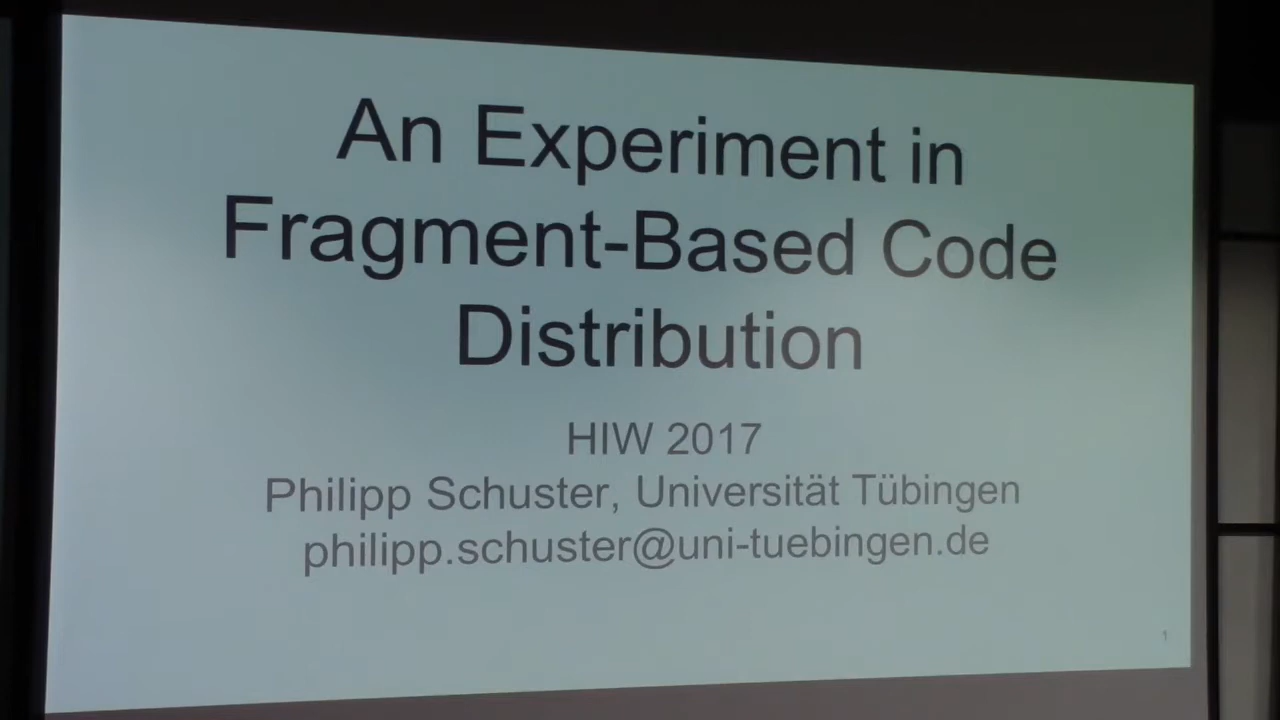 An Experiment in
Fragment-Based Code
Distribution
HIW 2017
Philipp Schuster, Universität Tübingen
philipp.schuster@uni-tuebingen.de
1